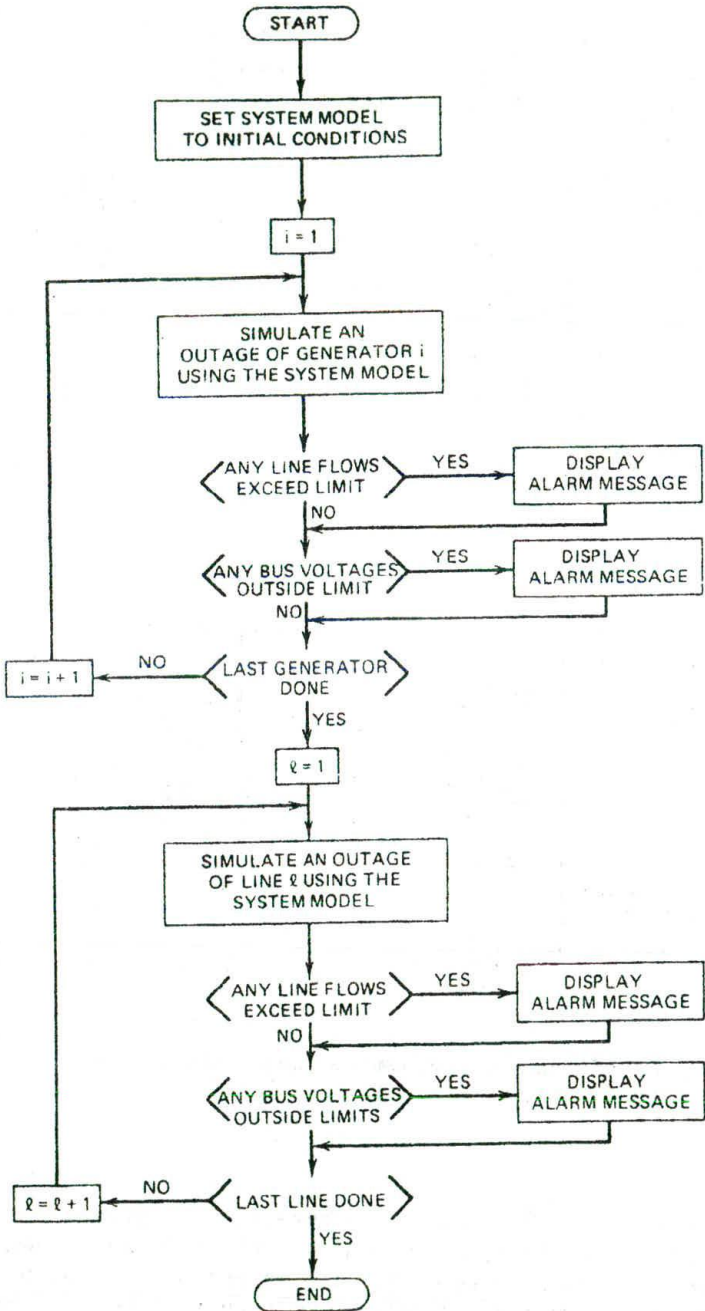 START
SET SYSTEM MODEL
TO INITIAL CONDITIONS
i = 1
SIMULATE AN
OUTAGE OF GENERATOR i
USING THE SYSTEM MODEL
ANY LINE FLOWS
EXCEED LIMIT
YES
DISPLAY
ALARM MESSAGE
NO
ANY BUS VOLTAGES
OUTSIDE LIMIT
YES
DISPLAY
ALARM MESSAGE
NO
LAST GENERATOR
DONE
NO
i = i + 1
YES
ℓ = 1
SIMULATE AN OUTAGE
OF LINE ℓ USING THE
SYSTEM MODEL
ANY LINE FLOWS
EXCEED LIMIT
YES
DISPLAY
ALARM MESSAGE
NO
ANY BUS VOLTAGES
OUTSIDE LIMITS
YES
DISPLAY
ALARM MESSAGE
LAST LINE DONE
NO
ℓ = ℓ + 1
YES
END